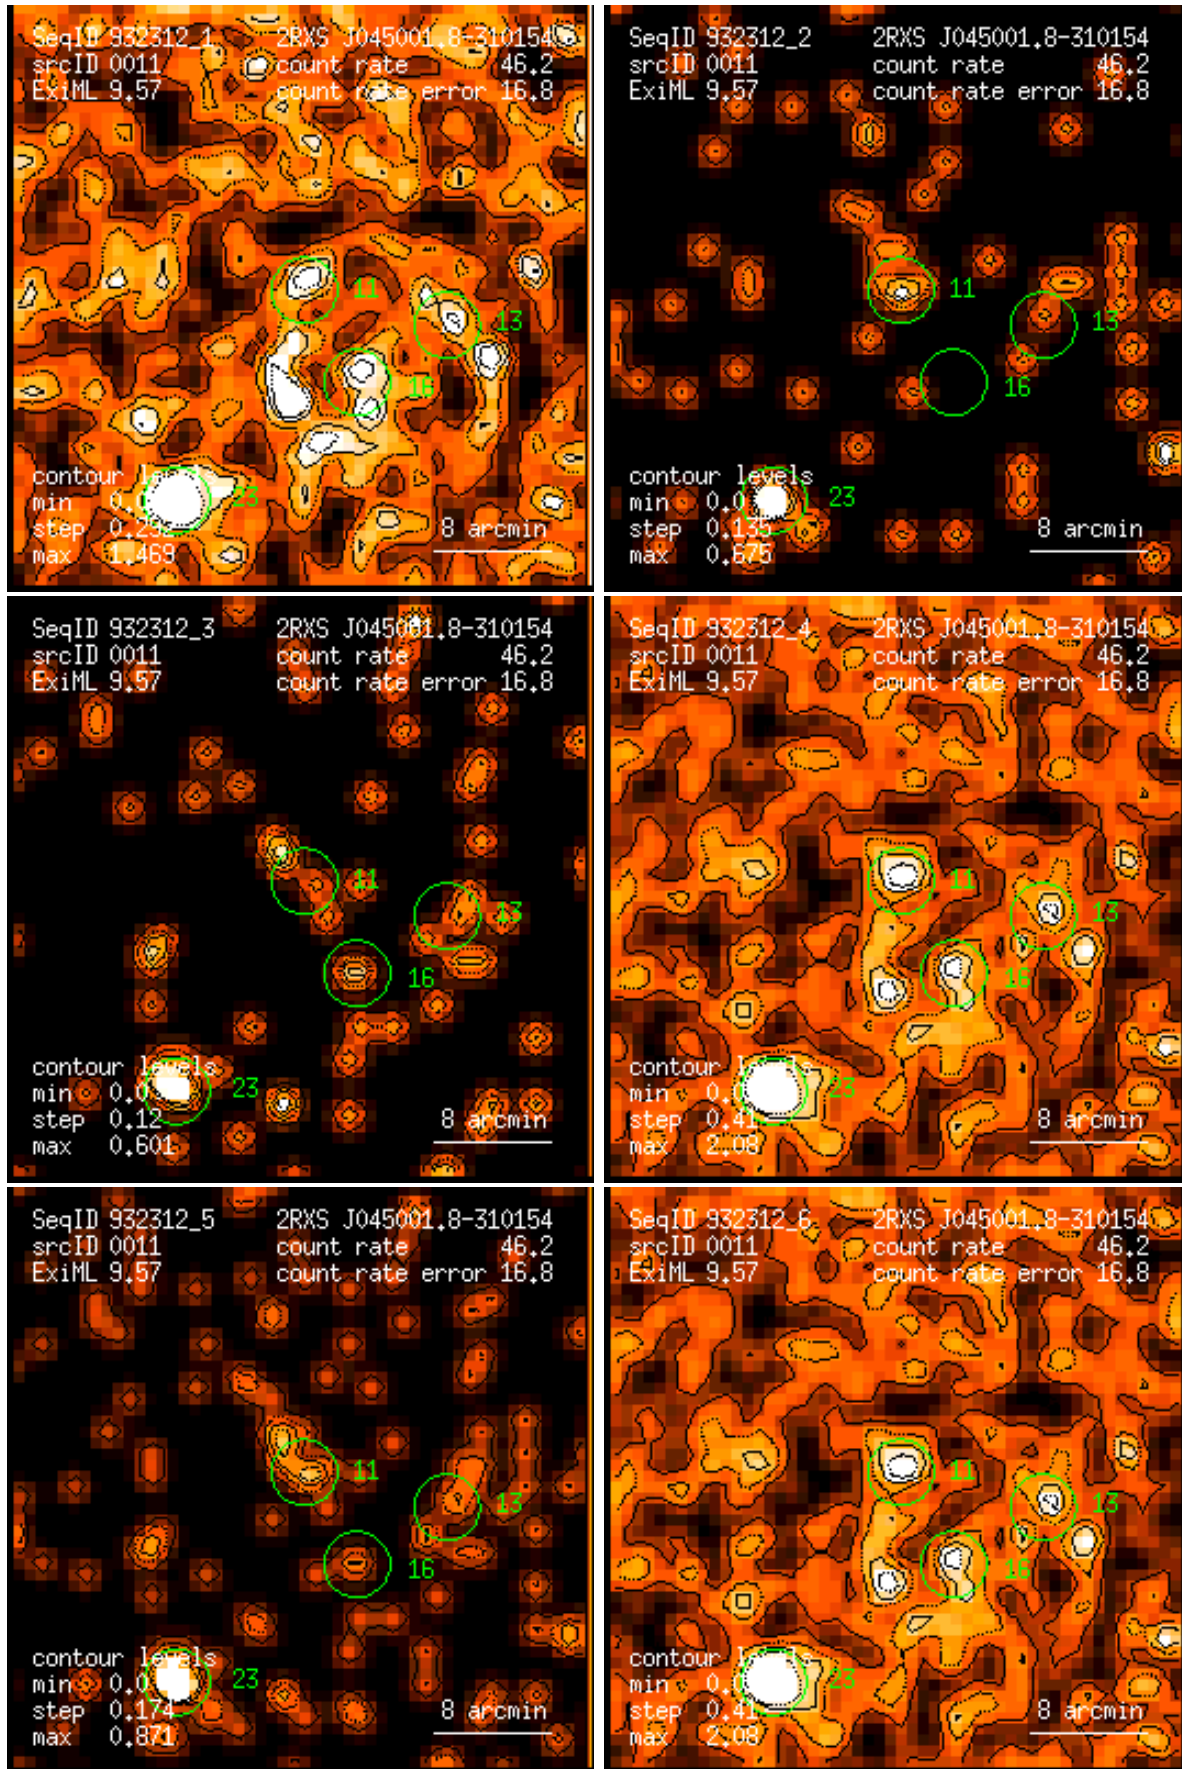 SeqID 932312_1 2RXS J045001.8-310154
srcID 0011 count rate 46.2
ExiML 9.57 count rate error 16.8
11
13
16
contour levels
min 0.0 23
step 0.292 8 arcmin
max 1.469
SeqID 932312_2 2RXS J045001.8-310154
srcID 0011 count rate 46.2
ExiML 9.57 count rate error 16.8
11
13
16
contour levels
min 0.0 23
step 0.135 8 arcmin
max 0.675
SeqID 932312_3 2RXS J045001.8-310154
srcID 0011 count rate 46.2
ExiML 9.57 count rate error 16.8
11
13
16
contour levels
min 0.0 23
step 0.12 8 arcmin
max 0.601
SeqID 932312_4 2RXS J045001.8-310154
srcID 0011 count rate 46.2
ExiML 9.57 count rate error 16.8
11
13
16
contour levels
min 0.0 23
step 0.41 8 arcmin
max 2.08
SeqID 932312_5 2RXS J045001.8-310154
srcID 0011 count rate 46.2
ExiML 9.57 count rate error 16.8
11
13
16
contour levels
min 0.0 23
step 0.174 8 arcmin
max 0.871
SeqID 932312_6 2RXS J045001.8-310154
srcID 0011 count rate 46.2
ExiML 9.57 count rate error 16.8
11
13
16
contour levels
min 0.0 23
step 0.41 8 arcmin
max 2.08